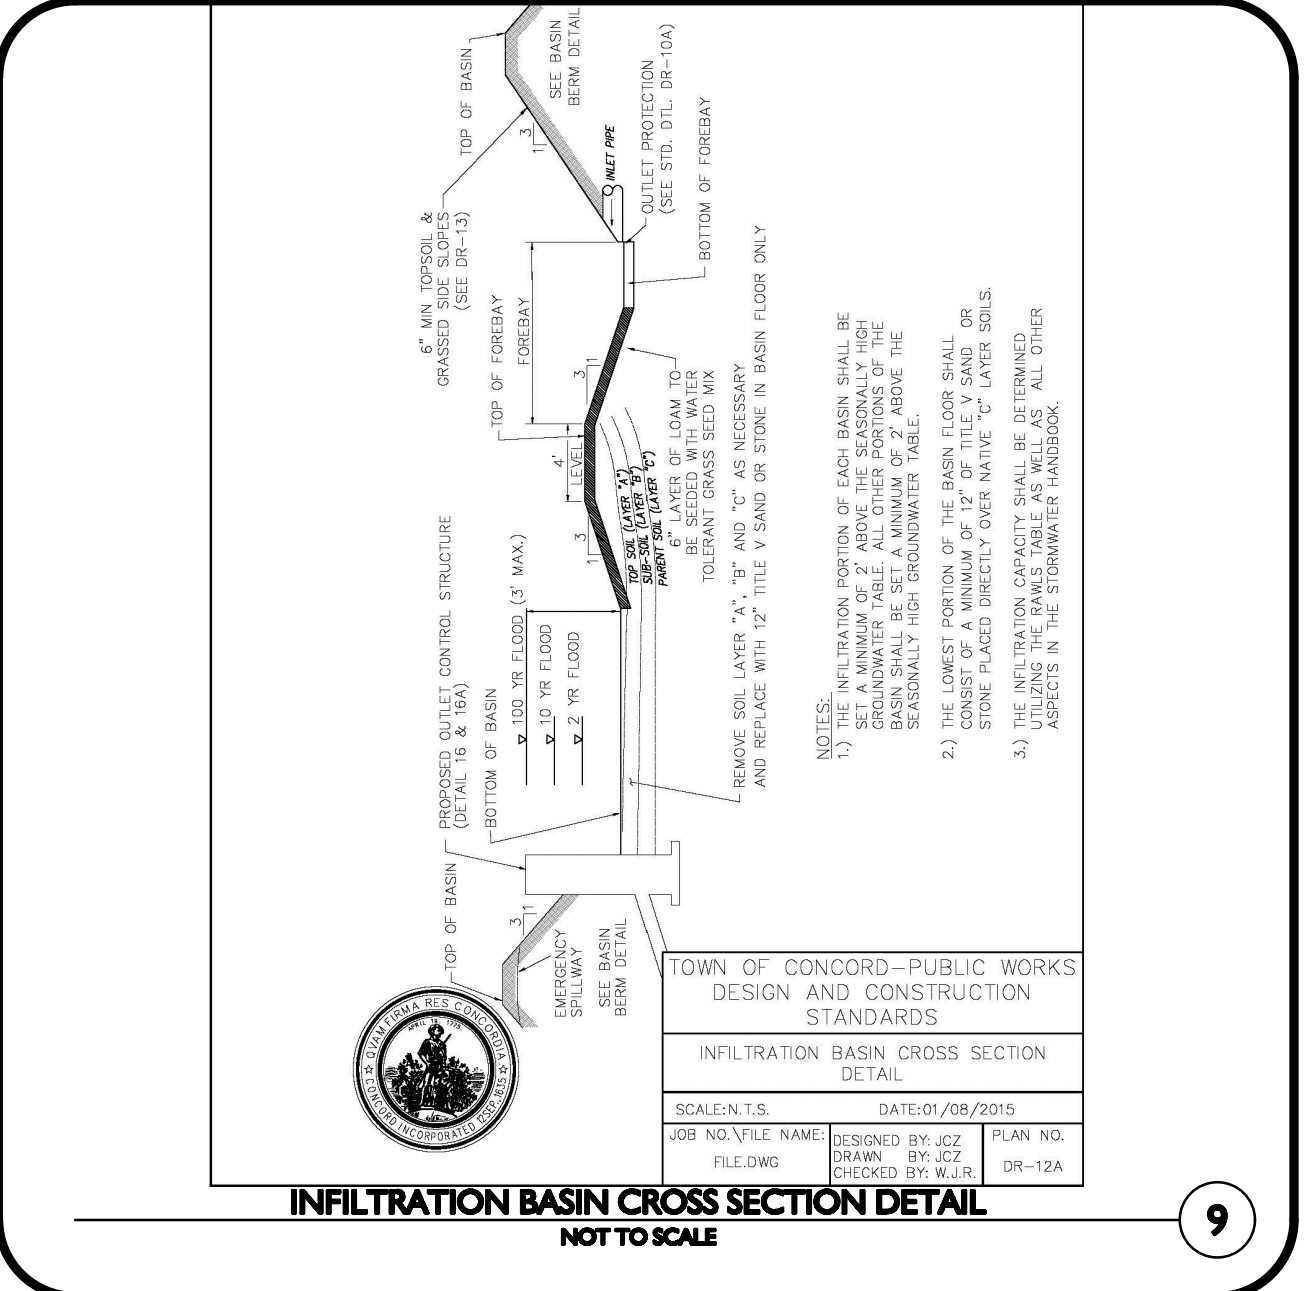 TOP OF BASIN
SEE BASIN
BERM DETAIL
6" MIN TOPSOIL &
GRASSED SIDE SLOPES
(SEE DR-13)
3
1
INLET PIPE
OUTLET PROTECTION
(SEE STD. DTL. DR-10A)
BOTTOM OF FOREBAY
TOP OF FOREBAY
FOREBAY
3
1
4'
LEVEL
3
1
TOP SOIL (LAYER "A")
SUB-SOIL (LAYER "B")
PARENT SOIL (LAYER "C")
6" LAYER OF LOAM TO
BE SEEDED WITH WATER
TOLERANT GRASS SEED MIX
PROPOSED OUTLET CONTROL STRUCTURE
(DETAIL 16 & 16A)
BOTTOM OF BASIN
100 YR FLOOD (3' MAX.)
10 YR FLOOD
2 YR FLOOD
REMOVE SOIL LAYER "A", "B" AND "C" AS NECESSARY
AND REPLACE WITH 12" TITLE V SAND OR STONE IN BASIN FLOOR ONLY
TOP OF BASIN
3
1
EMERGENCY
SPILLWAY
SEE BASIN
BERM DETAIL
NOTES:
1.) THE INFILTRATION PORTION OF EACH BASIN SHALL BE
SET A MINIMUM OF 2' ABOVE THE SEASONALLY HIGH
GROUNDWATER TABLE. ALL OTHER PORTIONS OF THE
BASIN SHALL BE SET A MINIMUM OF 2' ABOVE THE
SEASONALLY HIGH GROUNDWATER TABLE.
2.) THE LOWEST PORTION OF THE BASIN FLOOR SHALL
CONSIST OF A MINIMUM OF 12" OF TITLE V SAND OR
STONE PLACED DIRECTLY OVER NATIVE "C" LAYER SOILS.
3.) THE INFILTRATION CAPACITY SHALL BE DETERMINED
UTILIZING THE RAWLS TABLE AS WELL AS ALL OTHER
ASPECTS IN THE STORMWATER HANDBOOK.
QVAM FIRMA RES CONCORDIA
APRIL 19, 1775.
CONCORD INCORPORATED 12SEP., 1635
TOWN OF CONCORD-PUBLIC WORKS
DESIGN AND CONSTRUCTION
STANDARDS
INFILTRATION BASIN CROSS SECTION
DETAIL
SCALE:N.T.S. DATE:01/08/2015
JOB NO.\FILE NAME:
FILE.DWG
DESIGNED BY: JCZ
DRAWN BY: JCZ
CHECKED BY: W.J.R.
PLAN NO.
DR-12A
INFILTRATION BASIN CROSS SECTION DETAIL
NOT TO SCALE
9